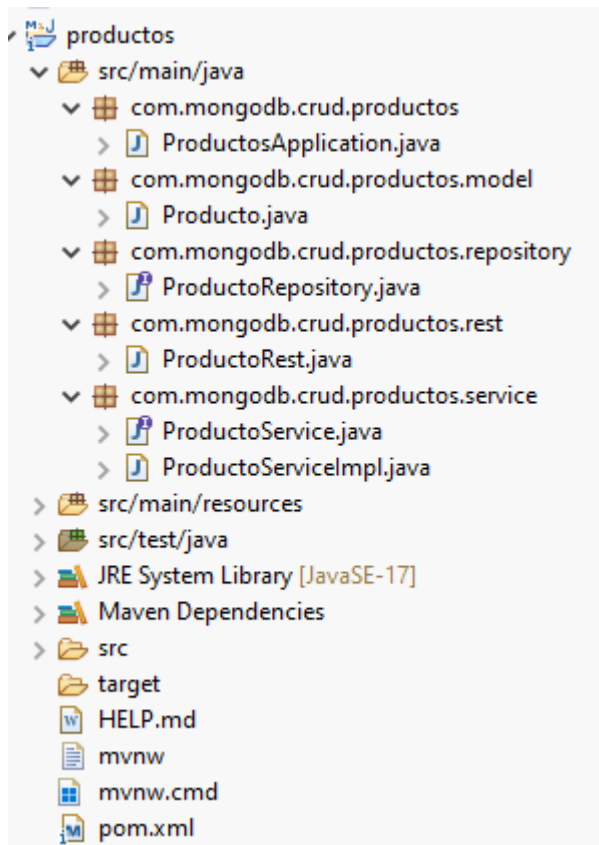 productos
src/main/java
com.mongodb.crud.productos
ProductosApplication.java
com.mongodb.crud.productos.model
Producto.java
com.mongodb.crud.productos.repository
ProductoRepository.java
com.mongodb.crud.productos.rest
ProductoRest.java
com.mongodb.crud.productos.service
ProductoService.java
ProductoServiceImpl.java
src/main/resources
src/test/java
JRE System Library [JavaSE-17]
Maven Dependencies
src
target
HELP.md
mvnw
mvnw.cmd
pom.xml